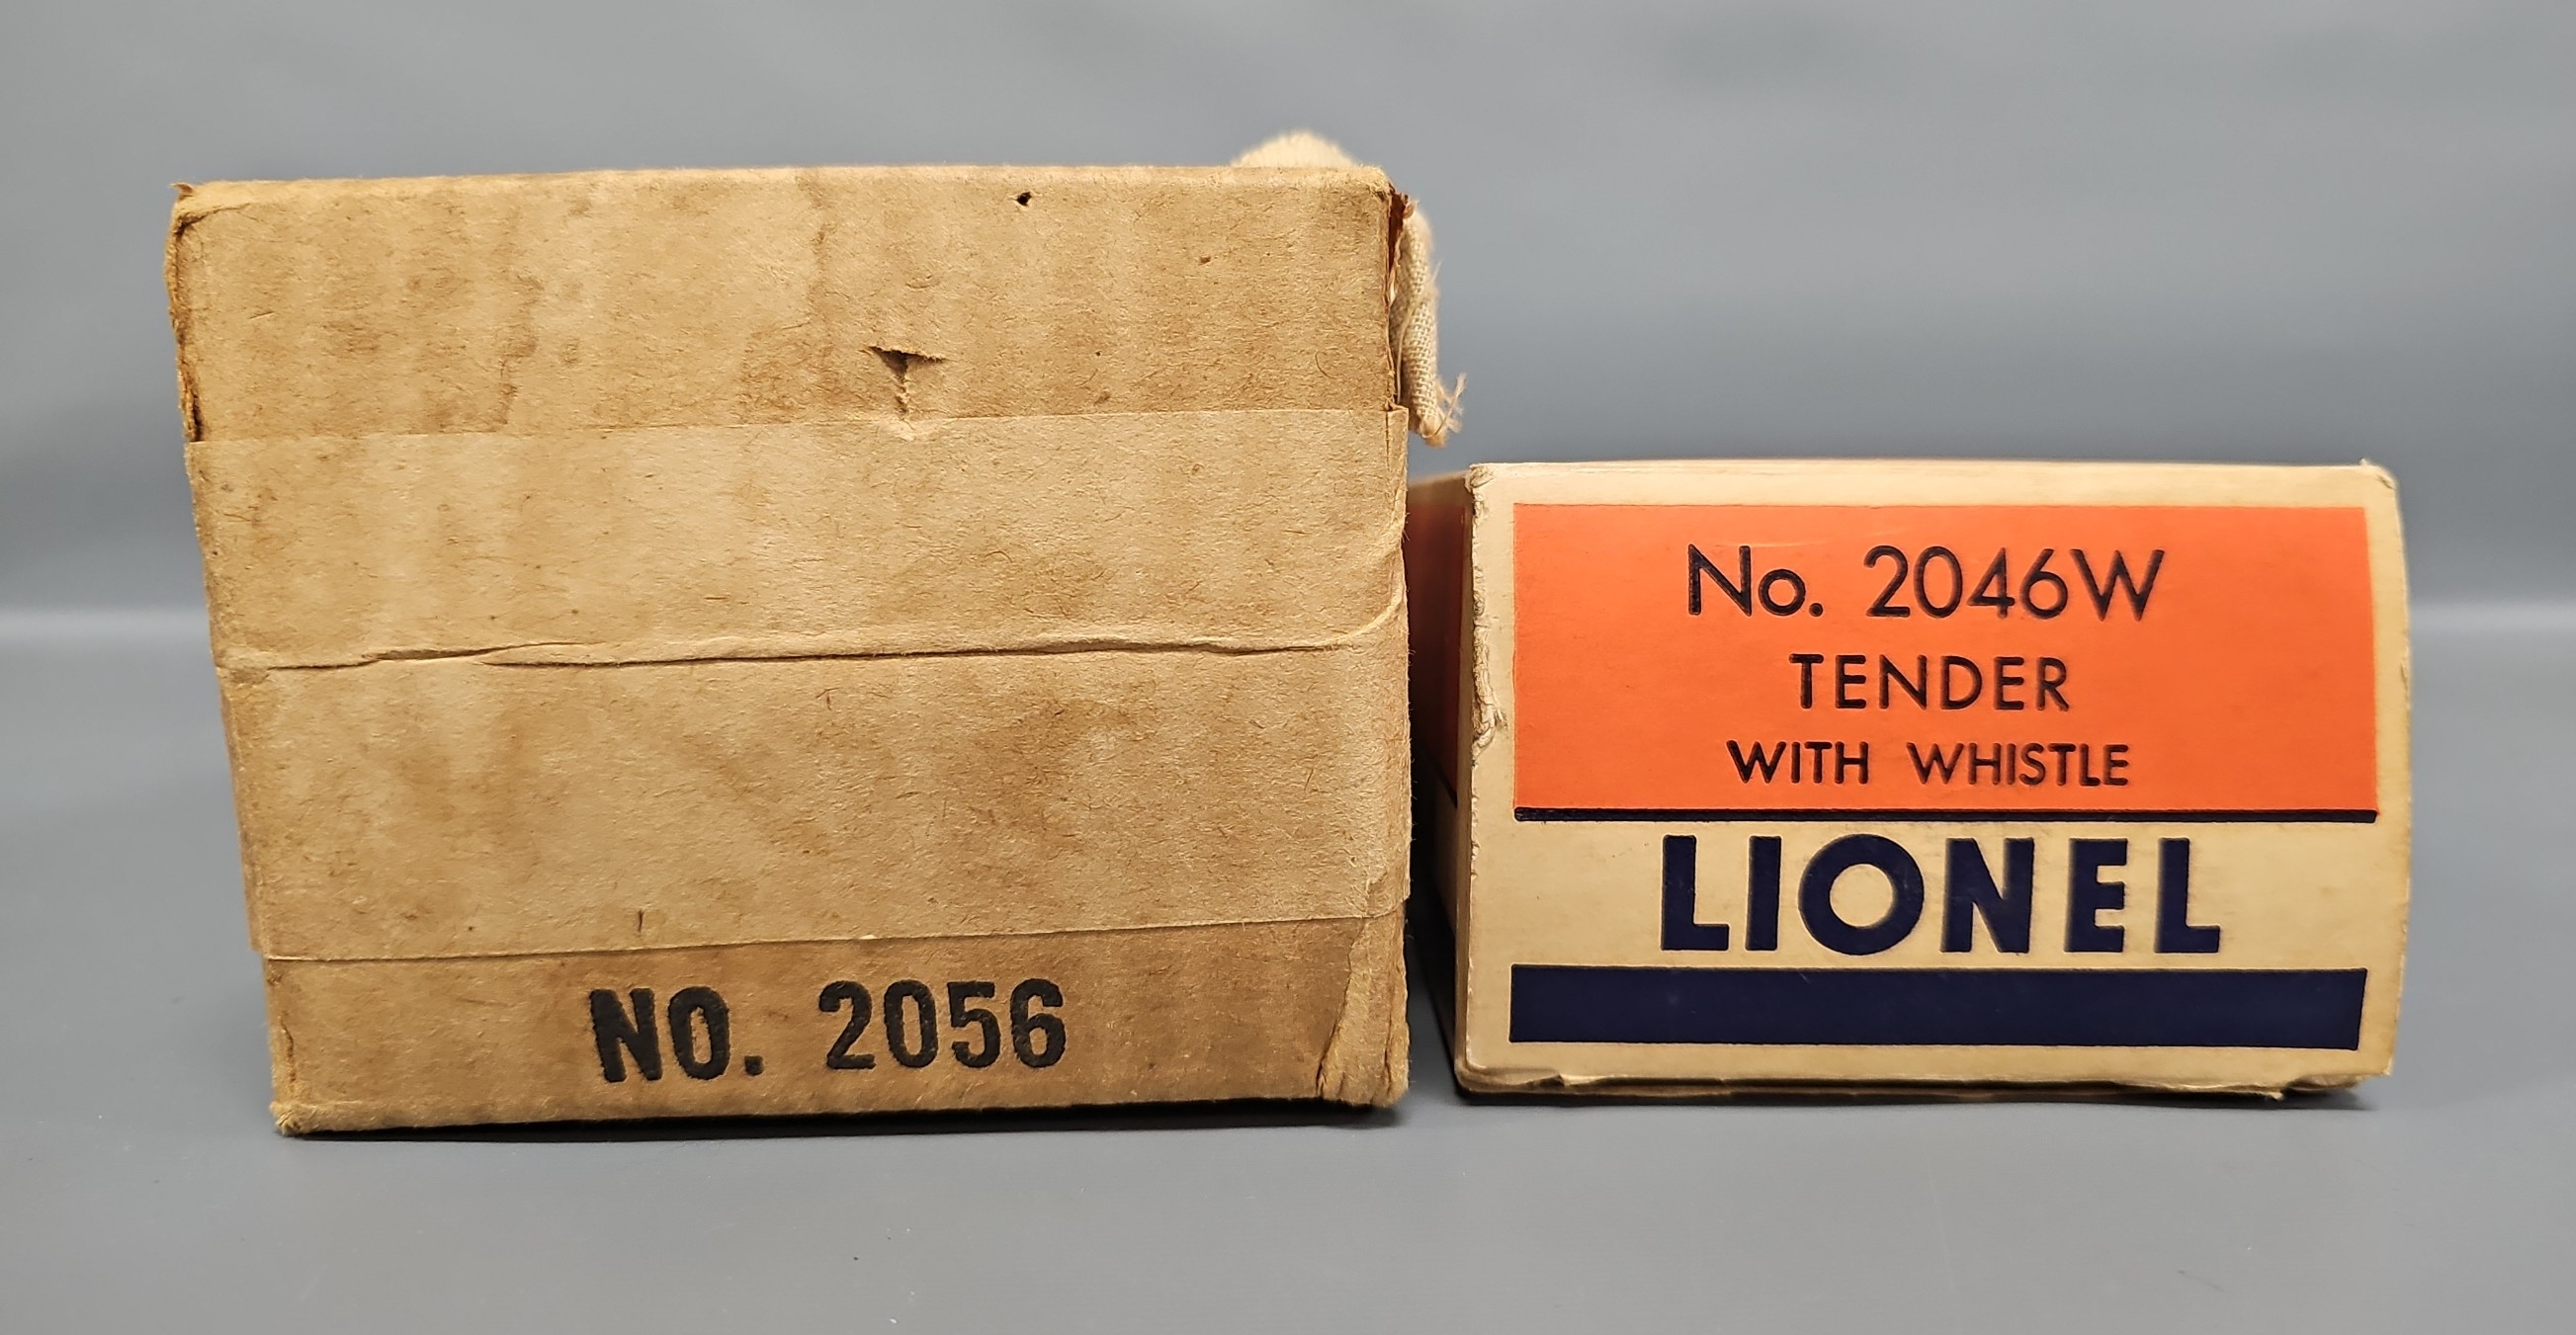 NO. 2056
No. 2046W
TENDER
WITH WHISTLE
LIONEL